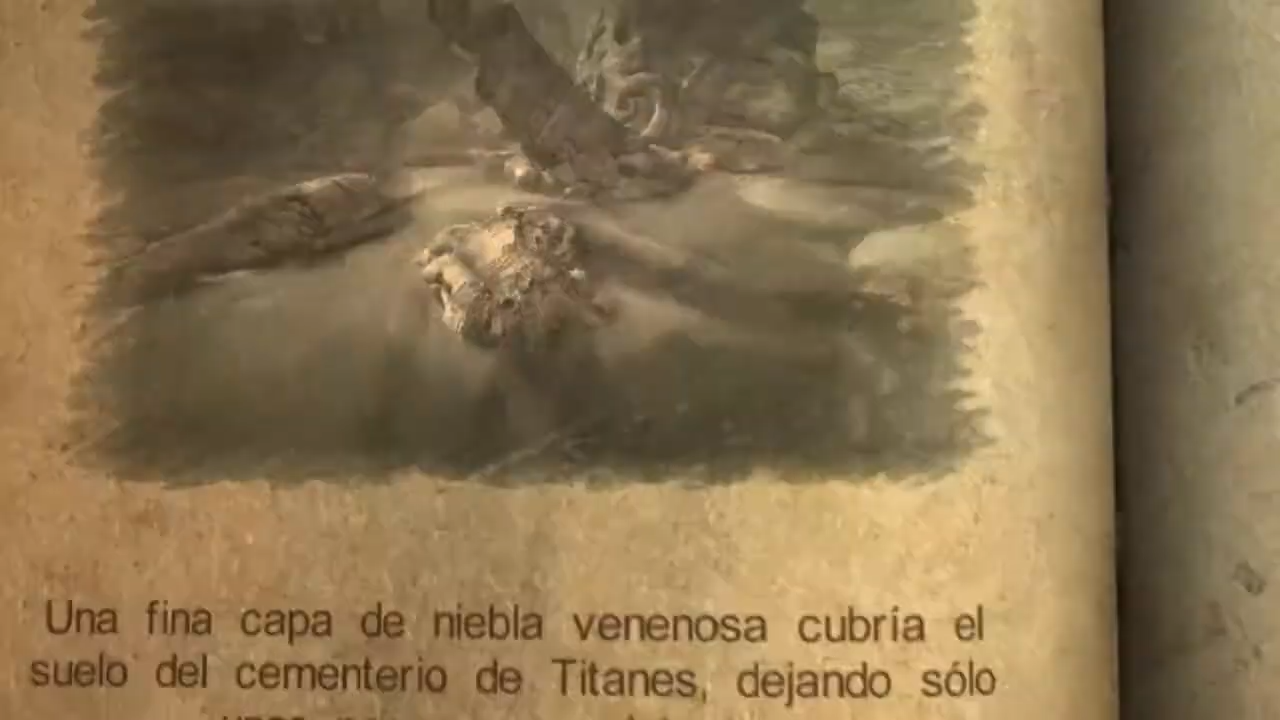 Una fina capa de niebla venenosa cubría el
suelo del cementerio de Titanes, dejando sólo